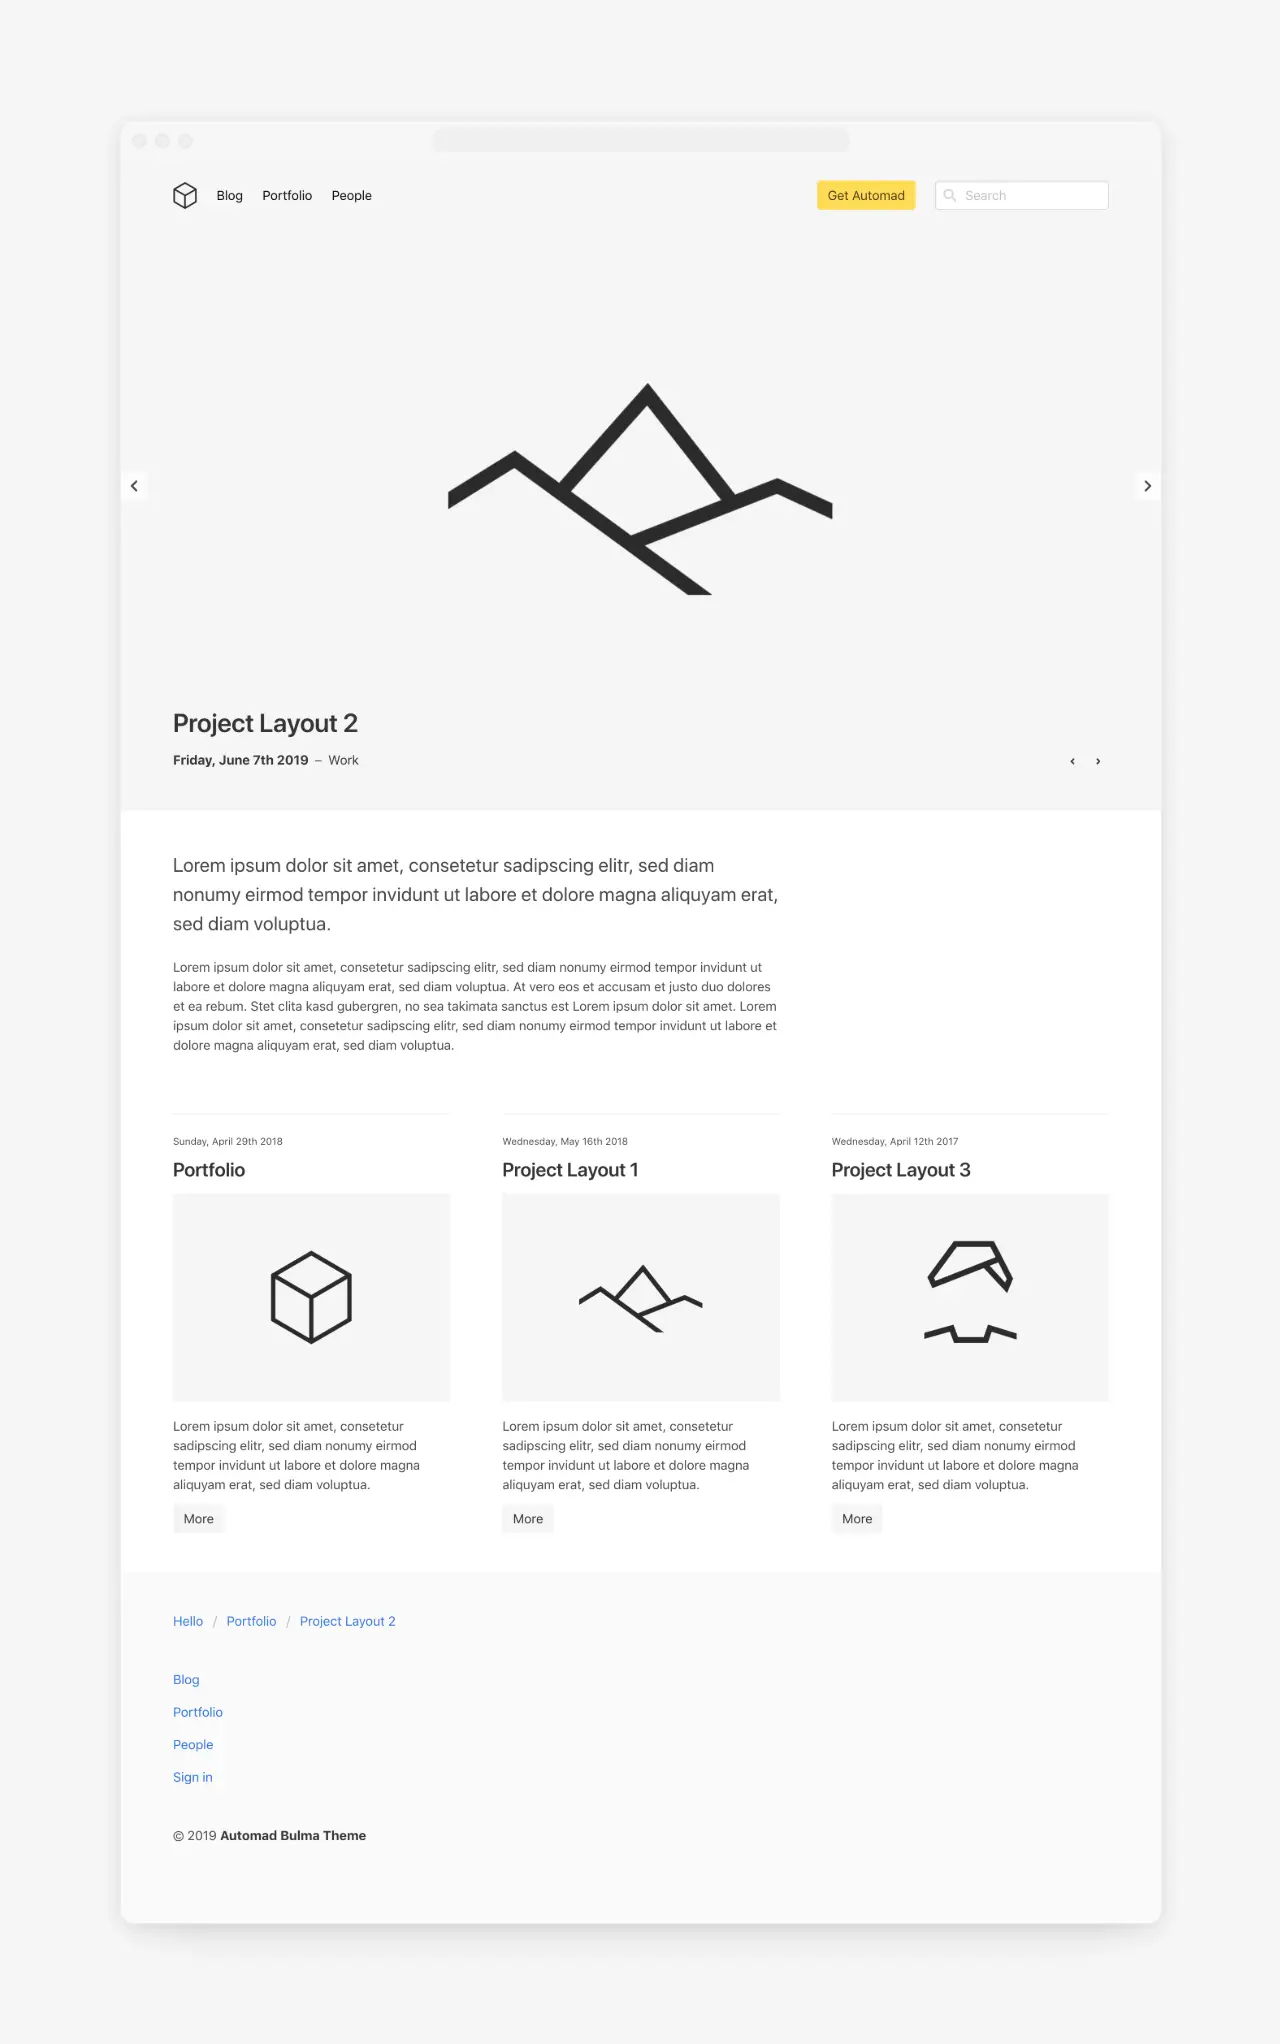 Blog Portfolio People Get Automad Search
Project Layout 2
Friday, June 7th 2019 – Work
Lorem ipsum dolor sit amet, consetetur sadipscing elitr, sed diam
nonumy eirmod tempor invidunt ut labore et dolore magna aliquyam erat,
sed diam voluptua.
Lorem ipsum dolor sit amet, consetetur sadipscing elitr, sed diam nonumy eirmod tempor invidunt ut
labore et dolore magna aliquyam erat, sed diam voluptua. At vero eos et accusam et justo duo dolores
et ea rebum. Stet clita kasd gubergren, no sea takimata sanctus est Lorem ipsum dolor sit amet. Lorem
ipsum dolor sit amet, consetetur sadipscing elitr, sed diam nonumy eirmod tempor invidunt ut labore et
dolore magna aliquyam erat, sed diam voluptua.
Sunday, April 29th 2018
Portfolio
Lorem ipsum dolor sit amet, consetetur
sadipscing elitr, sed diam nonumy eirmod
tempor invidunt ut labore et dolore magna
aliquyam erat, sed diam voluptua.
More
Wednesday, May 16th 2018
Project Layout 1
Lorem ipsum dolor sit amet, consetetur
sadipscing elitr, sed diam nonumy eirmod
tempor invidunt ut labore et dolore magna
aliquyam erat, sed diam voluptua.
More
Wednesday, April 12th 2017
Project Layout 3
Lorem ipsum dolor sit amet, consetetur
sadipscing elitr, sed diam nonumy eirmod
tempor invidunt ut labore et dolore magna
aliquyam erat, sed diam voluptua.
More
Hello / Portfolio / Project Layout 2
Blog
Portfolio
People
Sign in
© 2019 Automad Bulma Theme